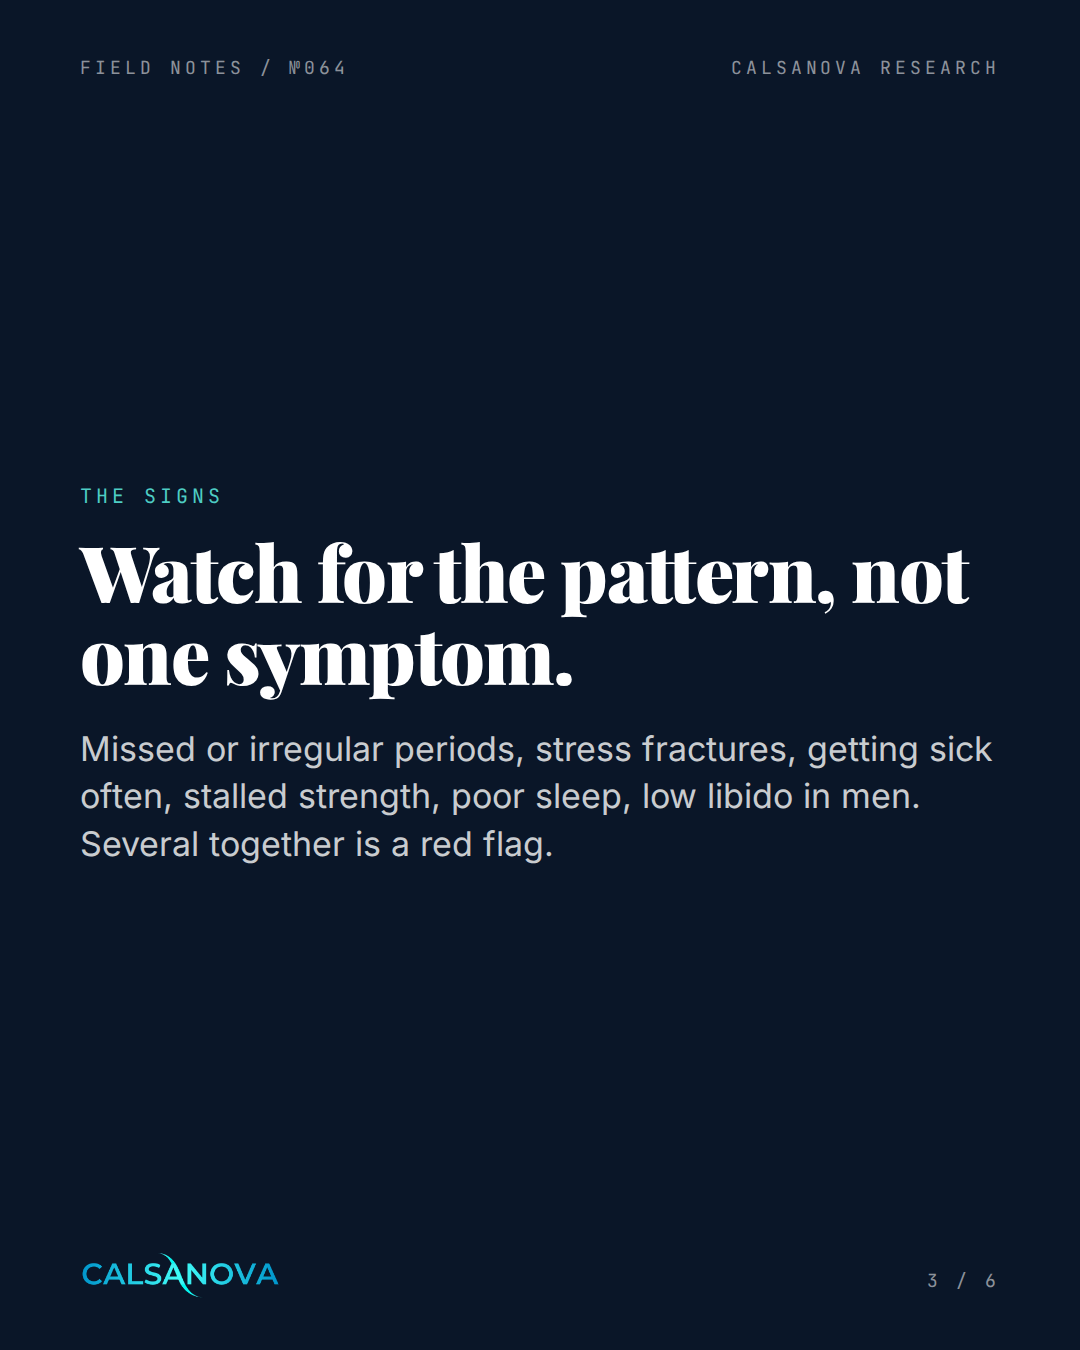 FIELD NOTES / №064
CALSANOVA RESEARCH
THE SIGNS
Watch for the pattern, not
one symptom.
Missed or irregular periods, stress fractures, getting sick
often, stalled strength, poor sleep, low libido in men.
Several together is a red flag.
CALSANOVA
3 / 6